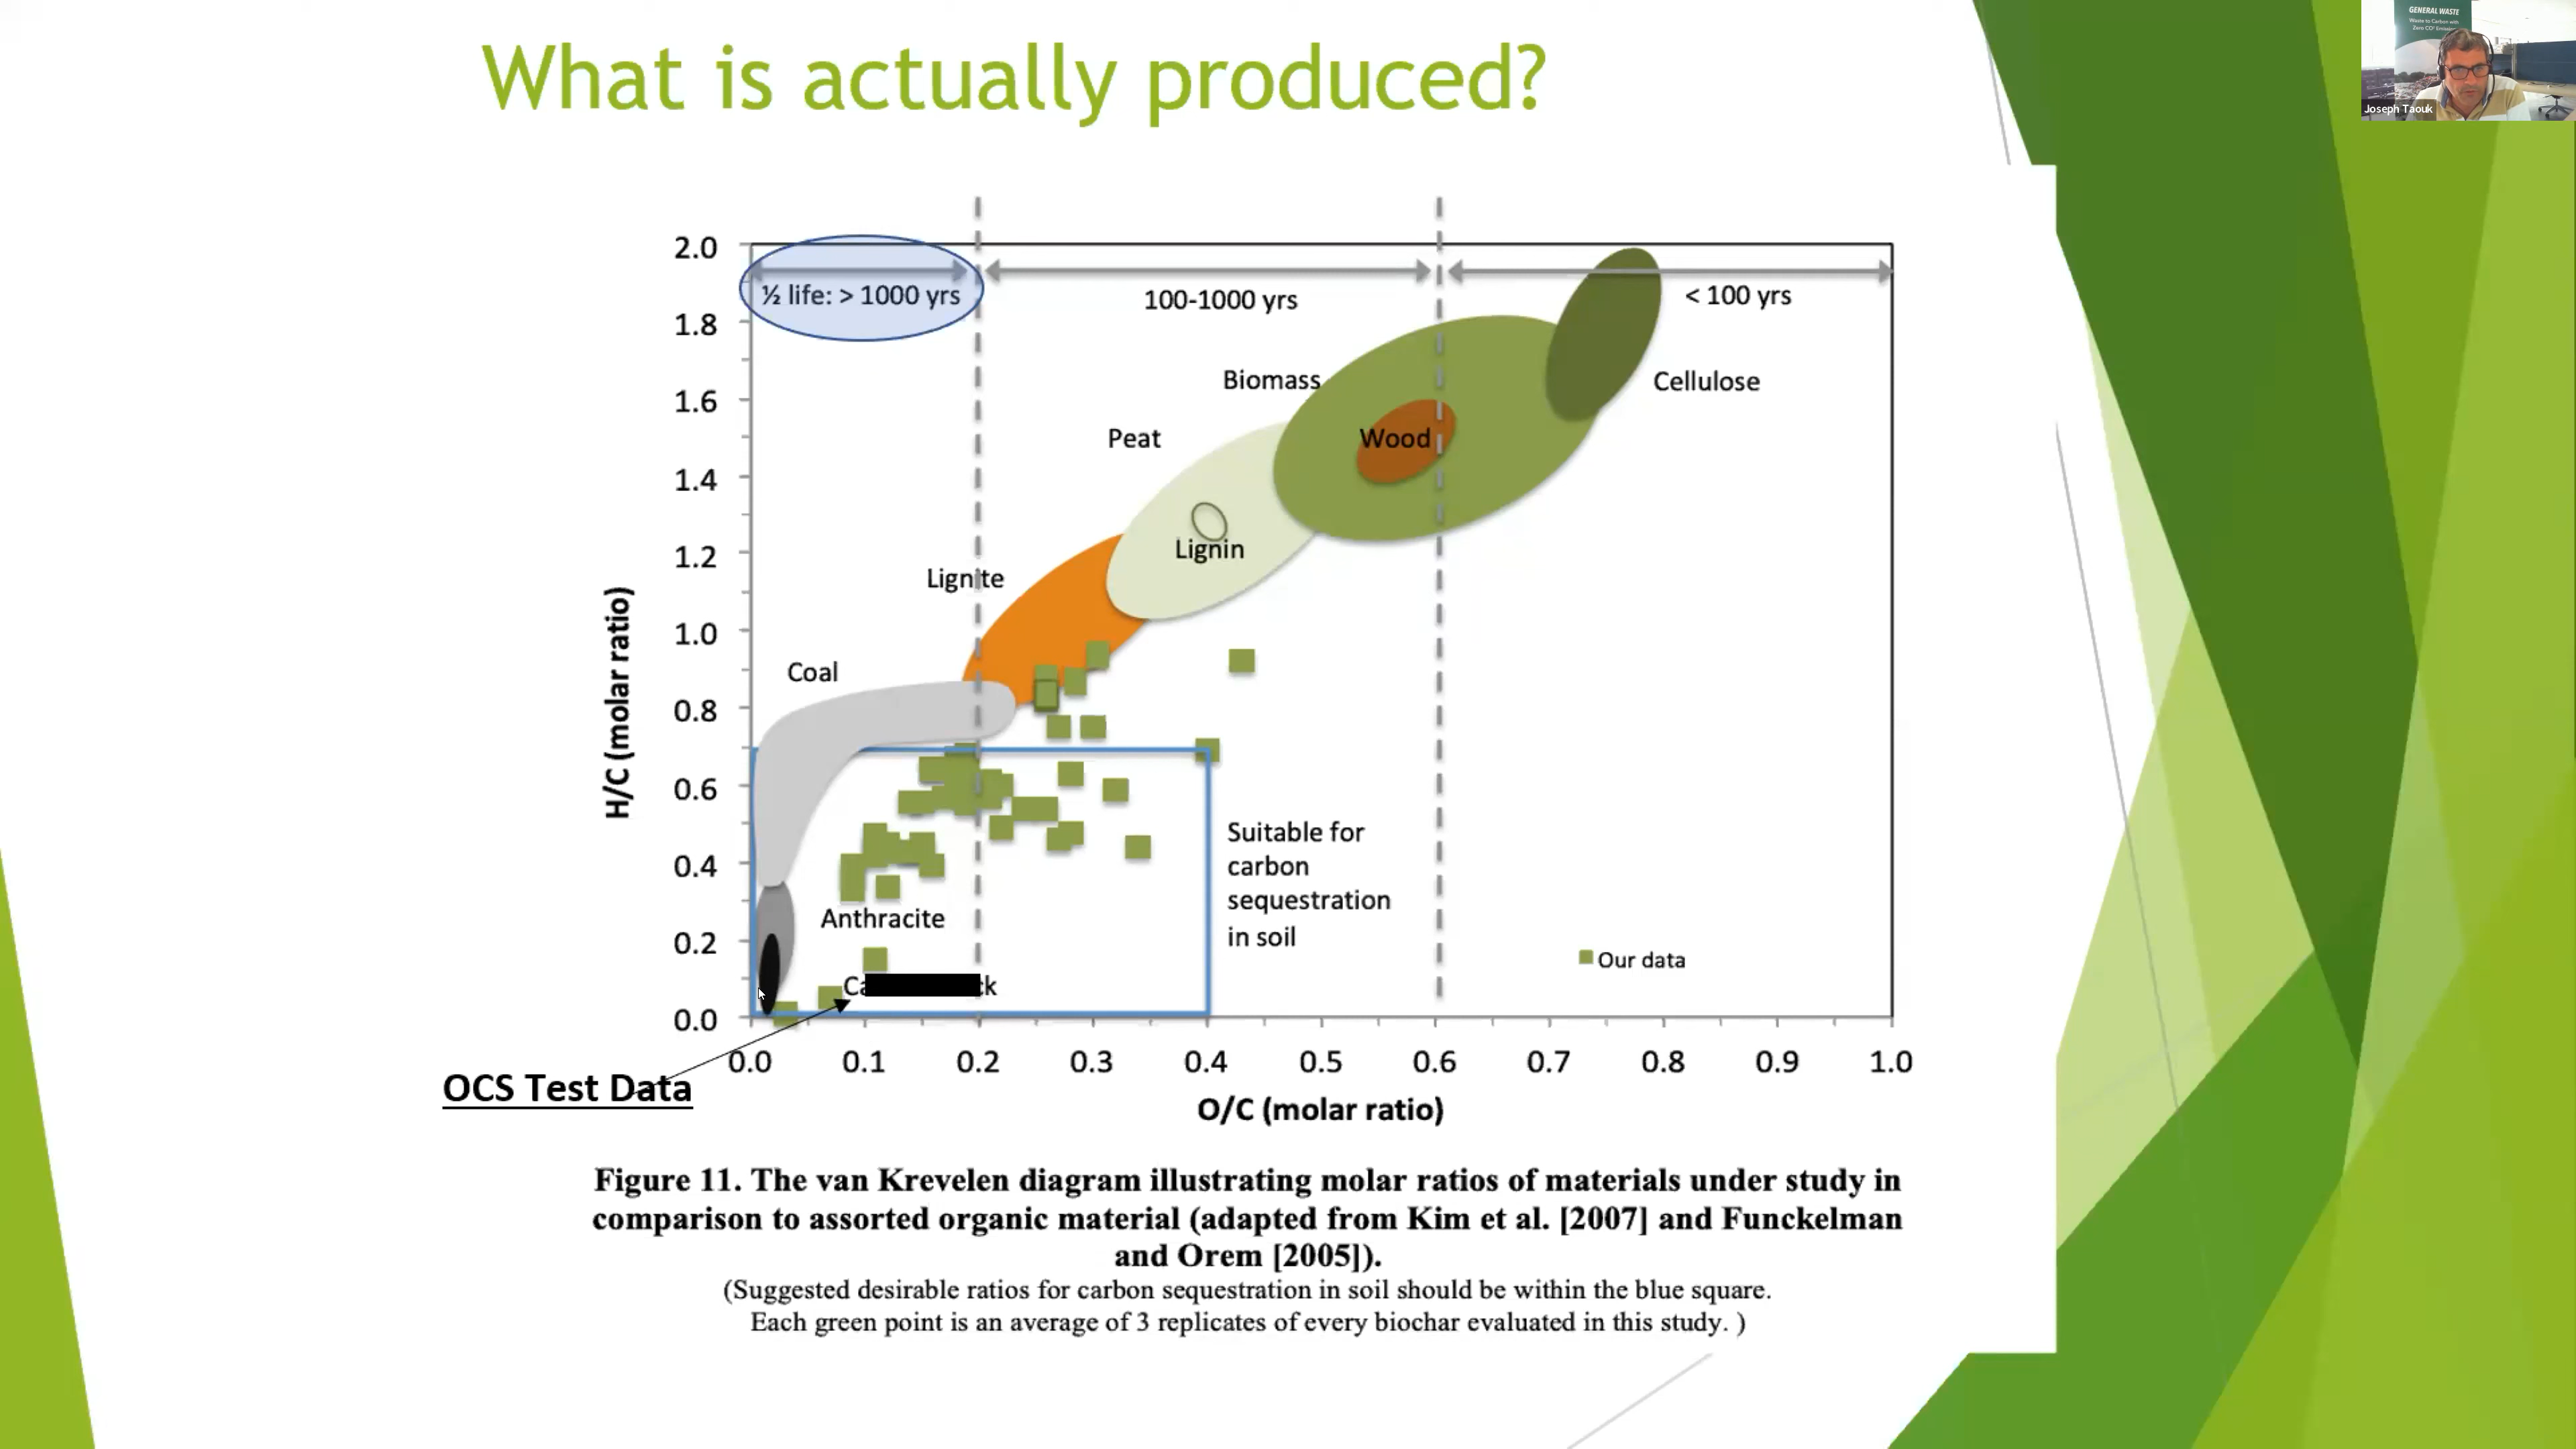 What is actually produced?
GENERAL WASTE
Waste to Carbon with
Joseph Taouk
2.0
1.8
1.6
1.4
1.2
1.0
0.8
0.6
0.4
0.2
0.0
H/C (molar ratio)
½ life: > 1000 yrs
100-1000 yrs
< 100 yrs
Biomass
Cellulose
Peat
Wood
Lignin
Lignite
Coal
Suitable for
carbon
sequestration
in soil
Anthracite
Our data
OCS Test Data
0.0 0.1 0.2 0.3 0.4 0.5 0.6 0.7 0.8 0.9 1.0
O/C (molar ratio)
Figure 11. The van Krevelen diagram illustrating molar ratios of materials under study in
comparison to assorted organic material (adapted from Kim et al. [2007] and Funckelman
and Orem [2005]).
(Suggested desirable ratios for carbon sequestration in soil should be within the blue square.
Each green point is an average of 3 replicates of every biochar evaluated in this study. )